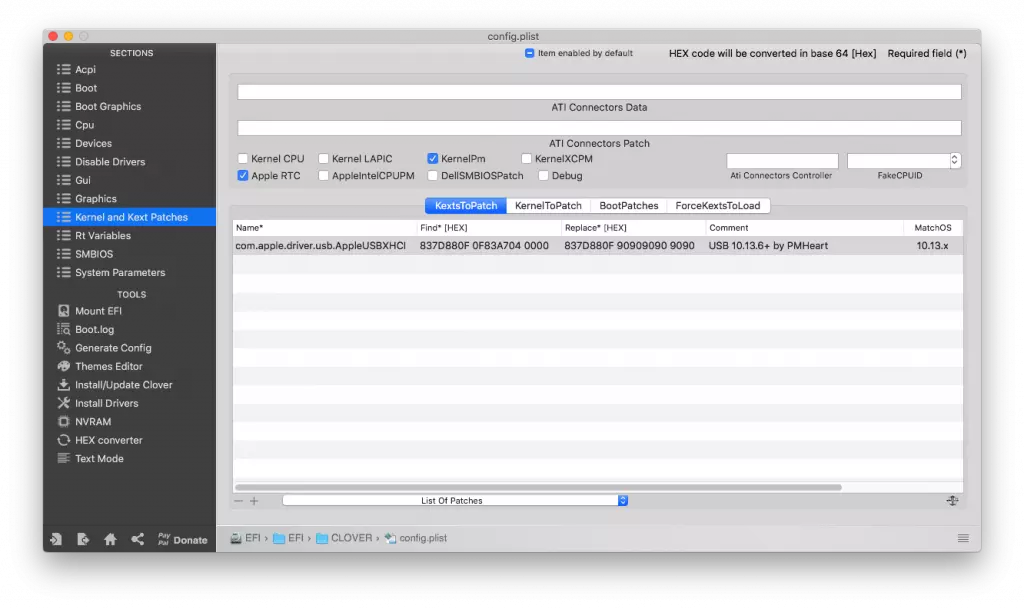 config.plist
SECTIONS
Acpi
Boot
Boot Graphics
Cpu
Devices
Disable Drivers
Gui
Graphics
Kernel and Kext Patches
Rt Variables
SMBIOS
System Parameters
TOOLS
Mount EFI
Boot.log
Generate Config
Themes Editor
Install/Update Clover
Install Drivers
NVRAM
HEX converter
Text Mode
Pay Pal Donate
Item enabled by default HEX code will be converted in base 64 [Hex] Required field (*)
ATI Connectors Data
ATI Connectors Patch
Kernel CPU Kernel LAPIC KernelPm KernelXCPM
Apple RTC AppleIntelCPUPM DellSMBIOSPatch Debug
Ati Connectors Controller FakeCPUID
KextsToPatch KernelToPatch BootPatches ForceKextsToLoad
Name* Find* [HEX] Replace* [HEX] Comment MatchOS
com.apple.driver.usb.AppleUSBXHCI 837D880F 0F83A704 0000 837D880F 90909090 9090 USB 10.13.6+ by PMHeart 10.13.x
List Of Patches
EFI › EFI › CLOVER › config.plist